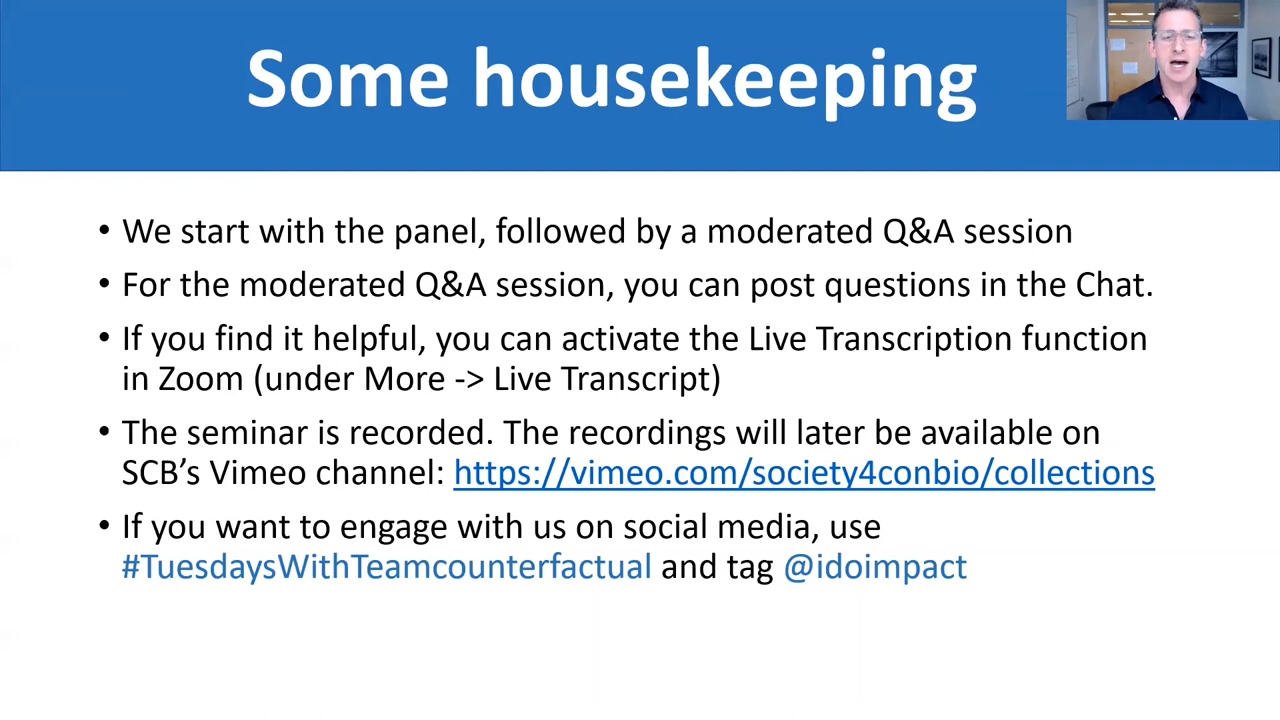 Some housekeeping
• We start with the panel, followed by a moderated Q&A session
• For the moderated Q&A session, you can post questions in the Chat.
• If you find it helpful, you can activate the Live Transcription function
in Zoom (under More -> Live Transcript)
• The seminar is recorded. The recordings will later be available on
SCB’s Vimeo channel: https://vimeo.com/society4conbio/collections
• If you want to engage with us on social media, use
#TuesdaysWithTeamcounterfactual and tag @idoimpact